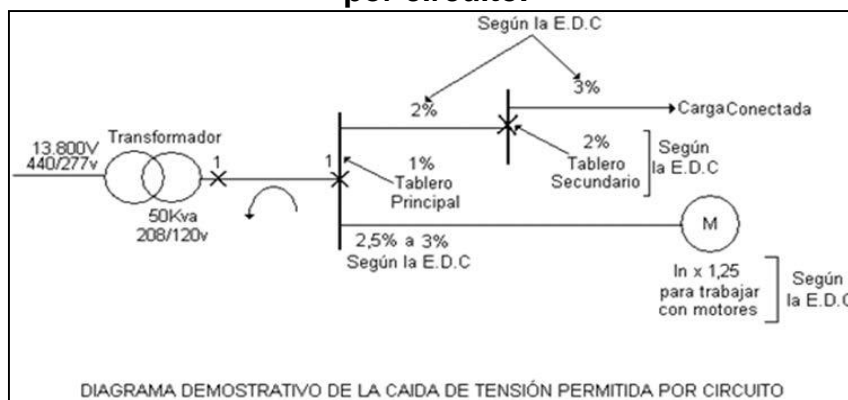 por circuito.
Según la E.D.C
2%
3%
Carga Conectada
13.800V
440/277v
Transformador
1
1
50Kva
208/120v
1%
Tablero
Principal
2%
Tablero
Secundario
Según
la E.D.C
2,5% a 3%
Según la E.D.C
M
In x 1,25
para trabajar
con motores
Según
la E.D.C
DIAGRAMA DEMOSTRATIVO DE LA CAIDA DE TENSIÓN PERMITIDA POR CIRCUITO